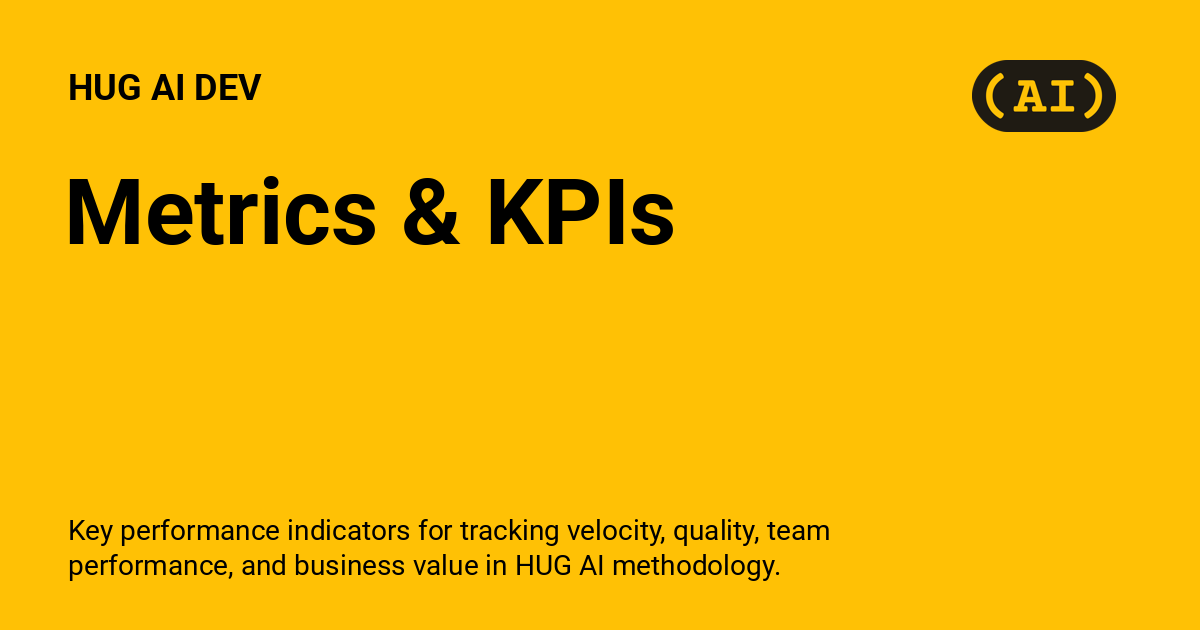 HUG AI DEV
(AI)
Metrics & KPIs
Key performance indicators for tracking velocity, quality, team
performance, and business value in HUG AI methodology.